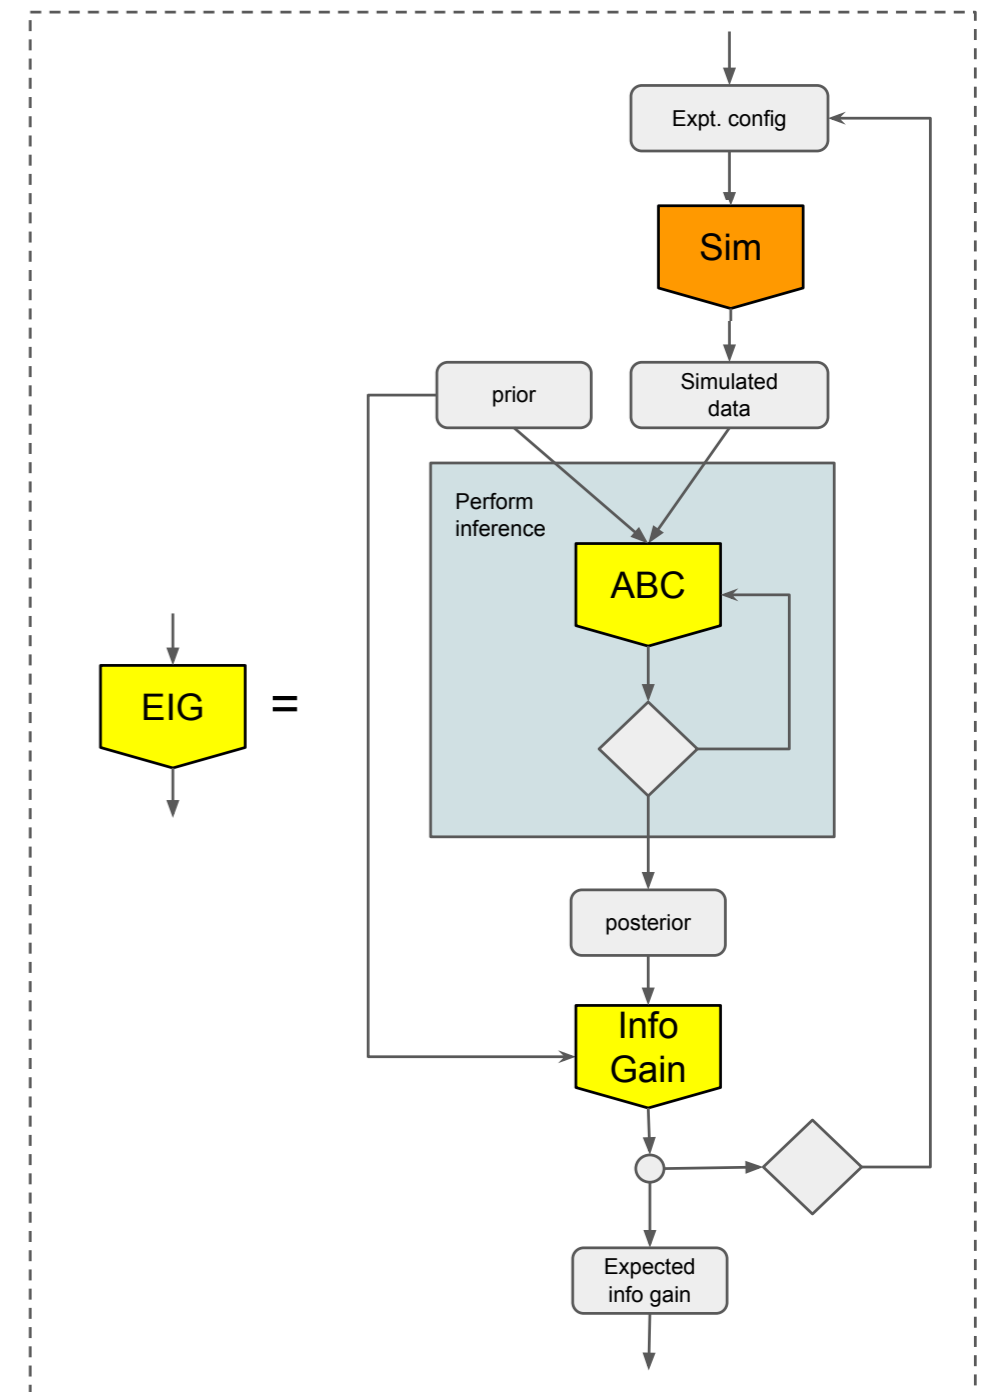 Expt. config
Sim
prior
Simulated
data
Perform
inference
ABC
EIG
=
posterior
Info
Gain
Expected
info gain